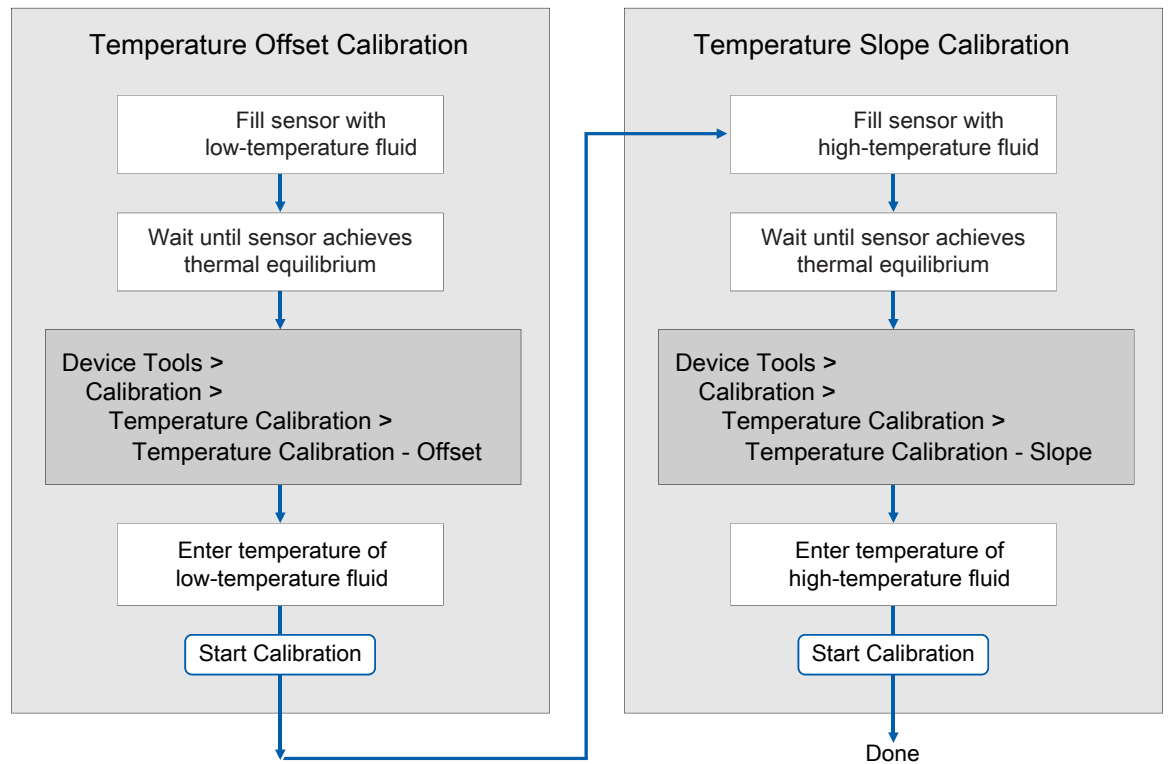 Temperature Offset Calibration
Fill sensor with
low-temperature fluid
Wait until sensor achieves
thermal equilibrium
Device Tools >
Calibration >
Temperature Calibration >
Temperature Calibration - Offset
Enter temperature of
low-temperature fluid
Start Calibration
Temperature Slope Calibration
Fill sensor with
high-temperature fluid
Wait until sensor achieves
thermal equilibrium
Device Tools >
Calibration >
Temperature Calibration >
Temperature Calibration - Slope
Enter temperature of
high-temperature fluid
Start Calibration
Done